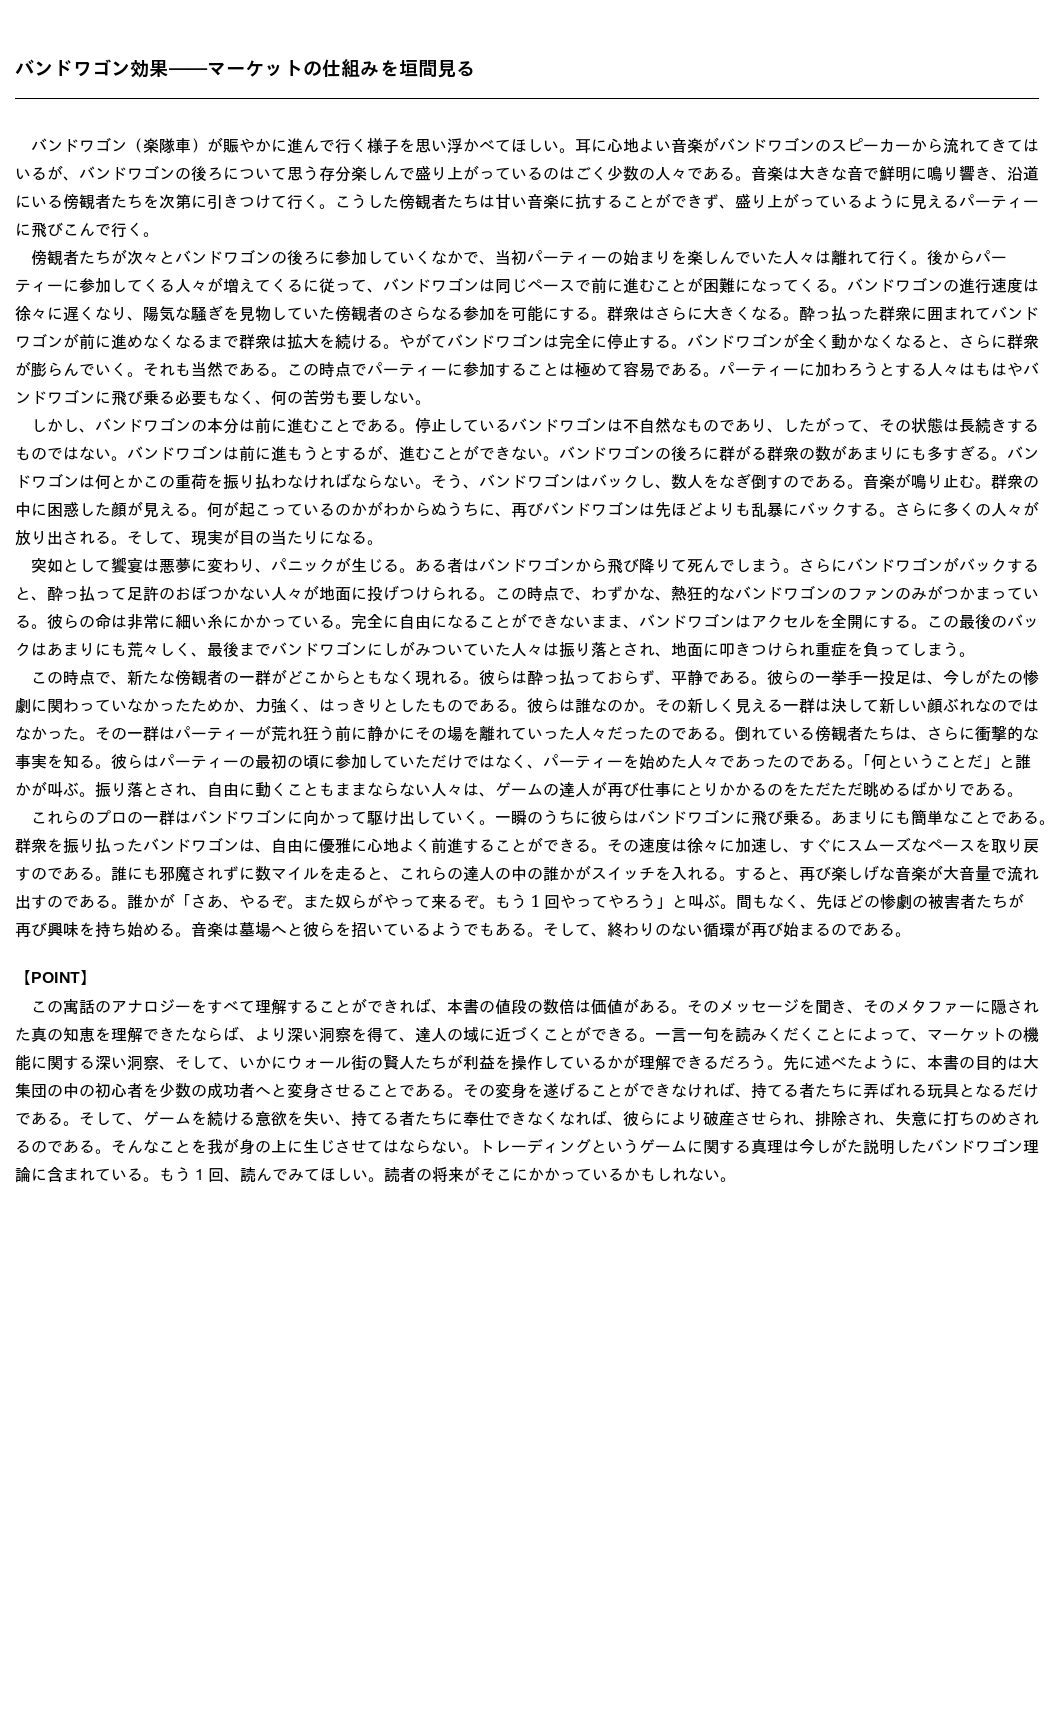 バンドワゴン効果――マーケットの仕組みを垣間見る
　バンドワゴン（楽隊車）が賑やかに進んで行く様子を思い浮かべてほしい。耳に心地よい音楽がバンドワゴンのスピーカーから流れてきては
いるが、バンドワゴンの後ろについて思う存分楽しんで盛り上がっているのはごく少数の人々である。音楽は大きな音で鮮明に鳴り響き、沿道
にいる傍観者たちを次第に引きつけて行く。こうした傍観者たちは甘い音楽に抗することができず、盛り上がっているように見えるパーティー
に飛びこんで行く。
　傍観者たちが次々とバンドワゴンの後ろに参加していくなかで、当初パーティーの始まりを楽しんでいた人々は離れて行く。後からパー
ティーに参加してくる人々が増えてくるに従って、バンドワゴンは同じペースで前に進むことが困難になってくる。バンドワゴンの進行速度は
徐々に遅くなり、陽気な騒ぎを見物していた傍観者のさらなる参加を可能にする。群衆はさらに大きくなる。酔っ払った群衆に囲まれてバンド
ワゴンが前に進めなくなるまで群衆は拡大を続ける。やがてバンドワゴンは完全に停止する。バンドワゴンが全く動かなくなると、さらに群衆
が膨らんでいく。それも当然である。この時点でパーティーに参加することは極めて容易である。パーティーに加わろうとする人々はもはやバ
ンドワゴンに飛び乗る必要もなく、何の苦労も要しない。
　しかし、バンドワゴンの本分は前に進むことである。停止しているバンドワゴンは不自然なものであり、したがって、その状態は長続きする
ものではない。バンドワゴンは前に進もうとするが、進むことができない。バンドワゴンの後ろに群がる群衆の数があまりにも多すぎる。バン
ドワゴンは何とかこの重荷を振り払わなければならない。そう、バンドワゴンはバックし、数人をなぎ倒すのである。音楽が鳴り止む。群衆の
中に困惑した顔が見える。何が起こっているのかがわからぬうちに、再びバンドワゴンは先ほどよりも乱暴にバックする。さらに多くの人々が
放り出される。そして、現実が目の当たりになる。
　突如として饗宴は悪夢に変わり、パニックが生じる。ある者はバンドワゴンから飛び降りて死んでしまう。さらにバンドワゴンがバックする
と、酔っ払って足許のおぼつかない人々が地面に投げつけられる。この時点で、わずかな、熱狂的なバンドワゴンのファンのみがつかまってい
る。彼らの命は非常に細い糸にかかっている。完全に自由になることができないまま、バンドワゴンはアクセルを全開にする。この最後のバッ
クはあまりにも荒々しく、最後までバンドワゴンにしがみついていた人々は振り落とされ、地面に叩きつけられ重症を負ってしまう。
　この時点で、新たな傍観者の一群がどこからともなく現れる。彼らは酔っ払っておらず、平静である。彼らの一挙手一投足は、今しがたの惨
劇に関わっていなかったためか、力強く、はっきりとしたものである。彼らは誰なのか。その新しく見える一群は決して新しい顔ぶれなのでは
なかった。その一群はパーティーが荒れ狂う前に静かにその場を離れていった人々だったのである。倒れている傍観者たちは、さらに衝撃的な
事実を知る。彼らはパーティーの最初の頃に参加していただけではなく、パーティーを始めた人々であったのである。「何ということだ」と誰
かが叫ぶ。振り落とされ、自由に動くこともままならない人々は、ゲームの達人が再び仕事にとりかかるのをただただ眺めるばかりである。
　これらのプロの一群はバンドワゴンに向かって駆け出していく。一瞬のうちに彼らはバンドワゴンに飛び乗る。あまりにも簡単なことである。
群衆を振り払ったバンドワゴンは、自由に優雅に心地よく前進することができる。その速度は徐々に加速し、すぐにスムーズなペースを取り戻
すのである。誰にも邪魔されずに数マイルを走ると、これらの達人の中の誰かがスイッチを入れる。すると、再び楽しげな音楽が大音量で流れ
出すのである。誰かが「さあ、やるぞ。また奴らがやって来るぞ。もう１回やってやろう」と叫ぶ。間もなく、先ほどの惨劇の被害者たちが
再び興味を持ち始める。音楽は墓場へと彼らを招いているようでもある。そして、終わりのない循環が再び始まるのである。
【POINT】
　この寓話のアナロジーをすべて理解することができれば、本書の値段の数倍は価値がある。そのメッセージを聞き、そのメタファーに隠され
た真の知恵を理解できたならば、より深い洞察を得て、達人の域に近づくことができる。一言一句を読みくだくことによって、マーケットの機
能に関する深い洞察、そして、いかにウォール街の賢人たちが利益を操作しているかが理解できるだろう。先に述べたように、本書の目的は大
集団の中の初心者を少数の成功者へと変身させることである。その変身を遂げることができなければ、持てる者たちに弄ばれる玩具となるだけ
である。そして、ゲームを続ける意欲を失い、持てる者たちに奉仕できなくなれば、彼らにより破産させられ、排除され、失意に打ちのめされ
るのである。そんなことを我が身の上に生じさせてはならない。トレーディングというゲームに関する真理は今しがた説明したバンドワゴン理
論に含まれている。もう１回、読んでみてほしい。読者の将来がそこにかかっているかもしれない。